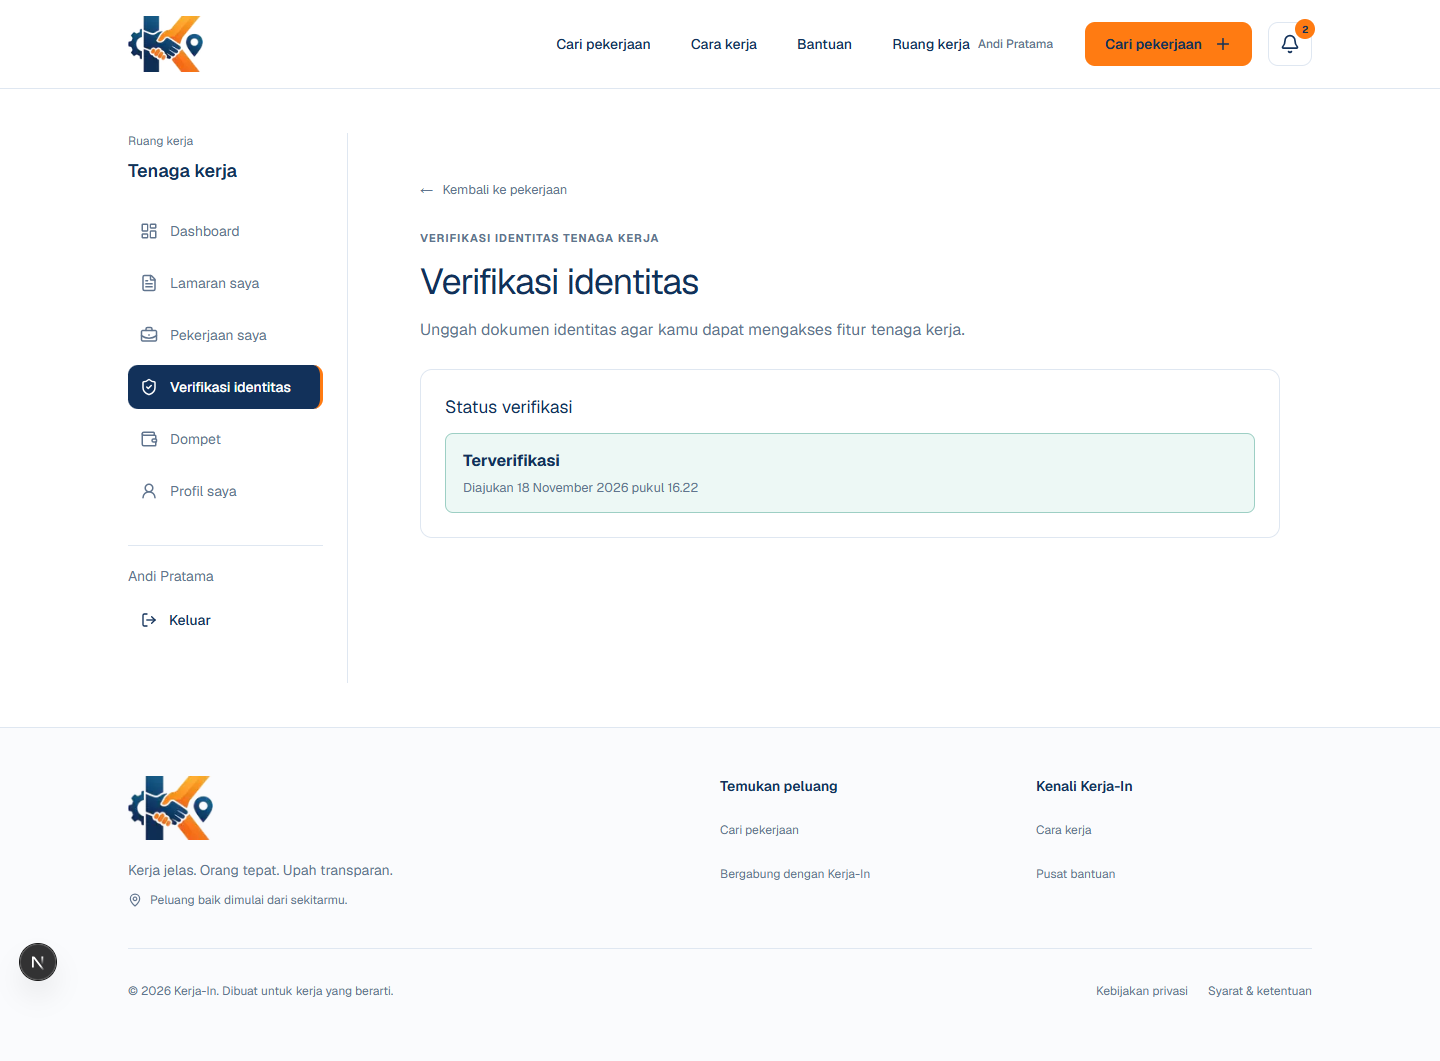 Cari pekerjaan
Cara kerja
Bantuan
Ruang kerja Andi Pratama
Cari pekerjaan
2
Ruang kerja
Tenaga kerja
Dashboard
Lamaran saya
Pekerjaan saya
Verifikasi identitas
Dompet
Profil saya
Andi Pratama
Keluar
← Kembali ke pekerjaan
VERIFIKASI IDENTITAS TENAGA KERJA
Verifikasi identitas
Unggah dokumen identitas agar kamu dapat mengakses fitur tenaga kerja.
Status verifikasi
Terverifikasi
Diajukan 18 November 2026 pukul 16.22
Kerja jelas. Orang tepat. Upah transparan.
Peluang baik dimulai dari sekitarmu.
Temukan peluang
Cari pekerjaan
Bergabung dengan Kerja-In
Kenali Kerja-In
Cara kerja
Pusat bantuan
N
© 2026 Kerja-In. Dibuat untuk kerja yang berarti.
Kebijakan privasi
Syarat & ketentuan